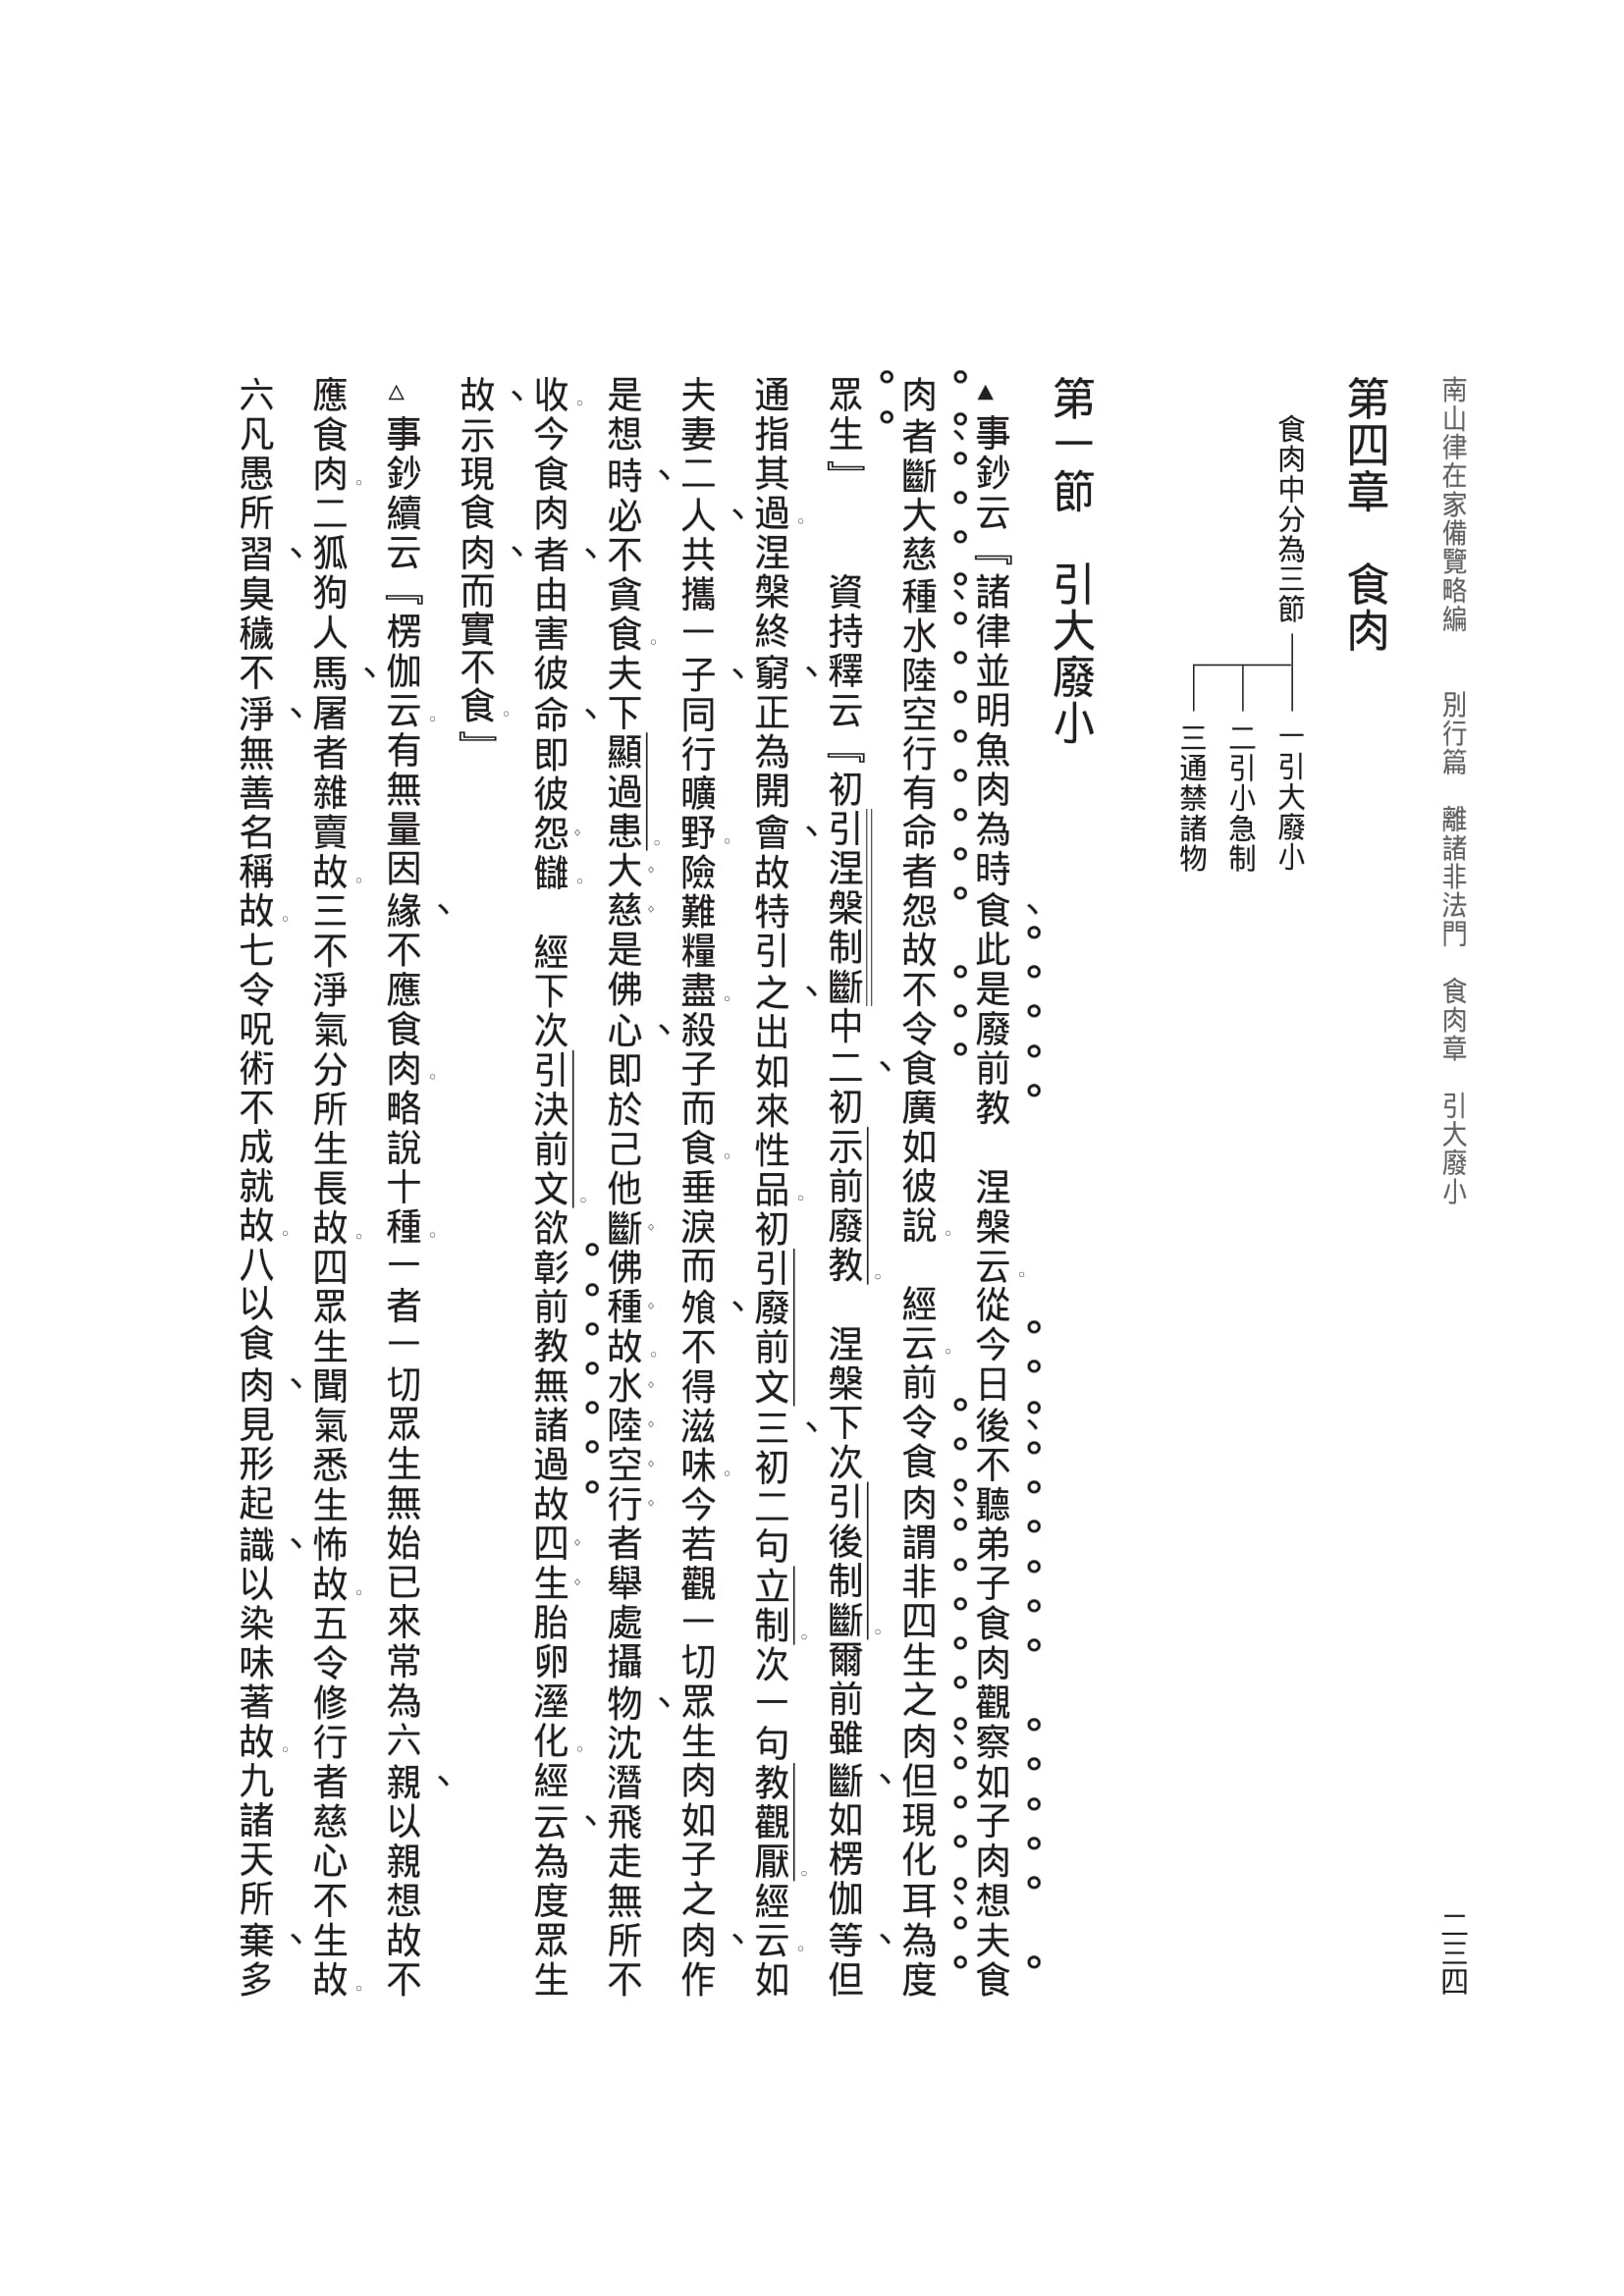 南山律在家備覽略編　別行篇　離諸非法門　食肉章　引大廢小
二三四
第四章　食肉
食肉中分為三節
一引大廢小
二引小急制
三通禁諸物
第一節　引大廢小
▲事鈔云『諸律並明魚肉為時食、此是廢前教　涅槃云。從今日後、不聽弟子食肉觀察如子肉想夫食
肉者、斷大慈種、水陸空行有命者怨故不令食廣如彼說。　經云。前令食肉、謂非四生之肉、但現化耳、為度
眾生』　　資持釋云『初引涅槃制斷中二、初示前廢教。　涅槃下次引後制斷。爾前雖斷、如楞伽等、但
通指其過。涅槃終窮、正為開會、故特引之、出如來性品。初引廢前文三、初二句立制。次一句教觀厭。經云。如
夫妻二人、共攜一子、同行曠野。險難糧盡。殺子而食。垂淚而飱、不得滋味。今若觀一切眾生肉如子之肉、作
是想時、必不貪食。夫下顯過患。大慈是佛心、即於己他斷佛種故。水陸空行者舉處攝物、沈潛飛走無所不
收。今食肉者、由害彼命、即彼怨讎。　經下次引決前文。欲彰前教無諸過故四生胎卵溼化。經云、為度眾生
故、示現食肉、而實不食。』
△事鈔續云『楞伽云。有無量因緣、不應食肉。略說十種。一者一切眾生無始已來常為六親、以親想故不
應食肉。二狐狗人馬、屠者雜賣故。三不淨氣分所生長故。四眾生聞氣悉生怖故。五令修行者慈心不生故。
六凡愚所習、臭穢不淨、無善名稱故。七令呪術不成就故。八以食肉、見形起識、以染味著故。九諸天所棄、多